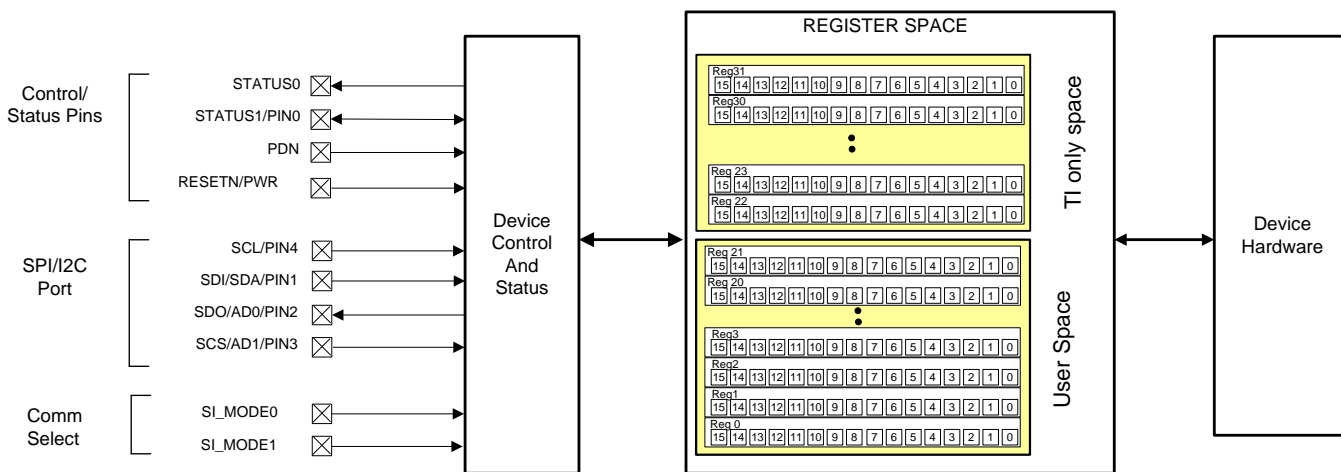 Control/
Status Pins
STATUS0
STATUS1/PIN0
PDN
RESETN/PWR
SPI/I2C
Port
SCL/PIN4
SDI/SDA/PIN1
SDO/AD0/PIN2
SCS/AD1/PIN3
Comm
Select
SI_MODE0
SI_MODE1
Device
Control
And
Status
REGISTER SPACE
Reg31
15 14 13 12 11 10 9 8 7 6 5 4 3 2 1 0
Reg30
15 14 13 12 11 10 9 8 7 6 5 4 3 2 1 0
Reg 23
15 14 13 12 11 10 9 8 7 6 5 4 3 2 1 0
Reg 22
15 14 13 12 11 10 9 8 7 6 5 4 3 2 1 0
TI only space
Reg 21
15 14 13 12 11 10 9 8 7 6 5 4 3 2 1 0
Reg 20
15 14 13 12 11 10 9 8 7 6 5 4 3 2 1 0
Reg3
15 14 13 12 11 10 9 8 7 6 5 4 3 2 1 0
Reg2
15 14 13 12 11 10 9 8 7 6 5 4 3 2 1 0
Reg1
15 14 13 12 11 10 9 8 7 6 5 4 3 2 1 0
Reg 0
15 14 13 12 11 10 9 8 7 6 5 4 3 2 1 0
User Space
Device
Hardware